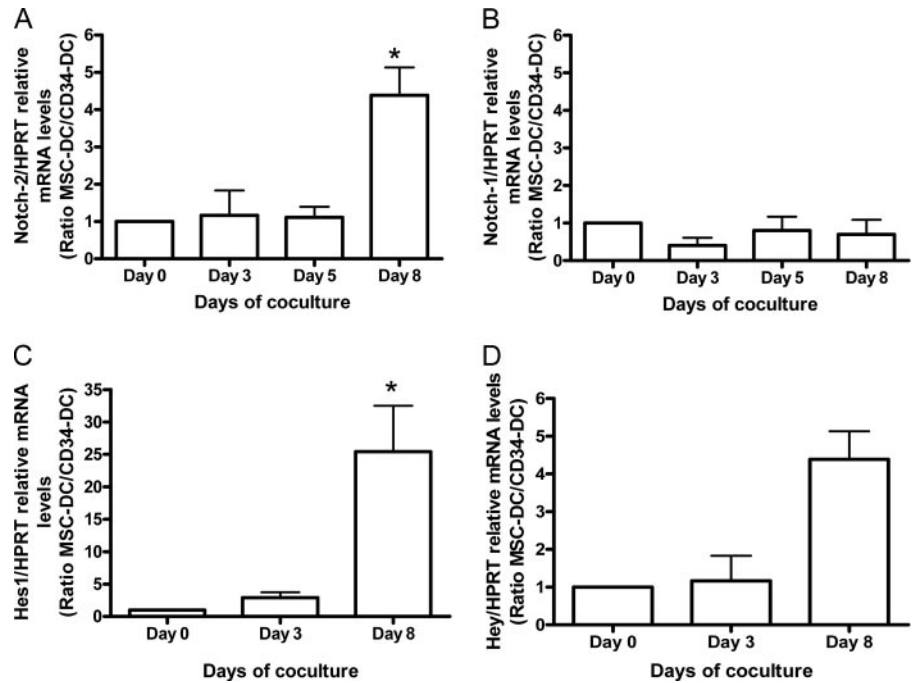 A
Notch-2/HPRT relative
mRNA levels
(Ratio MSC-DC/CD34-DC)
6
5
4
3
2
1
0
*
Day 0 Day 3 Day 5 Day 8
Days of coculture
B
Notch-1/HPRT relative
mRNA levels
(Ratio MSC-DC/CD34-DC)
6
5
4
3
2
1
0
Day 0 Day 3 Day 5 Day 8
Days of coculture
C
Hes1/HPRT relative mRNA
levels
(Ratio MSC-DC/CD34-DC)
35
30
25
20
15
10
5
0
*
Day 0 Day 3 Day 8
Days of coculture
D
Hey/HPRT relative mRNA levels
(Ratio MSC-DC/CD34-DC)
6
5
4
3
2
1
0
Day 0 Day 3 Day 8
Days of coculture